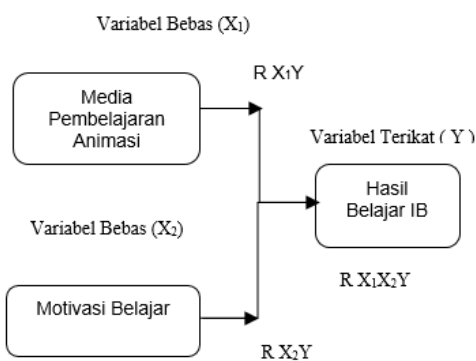 Variabel Bebas (X₁)
R X₁Y
Media
Pembelajaran
Animasi
Variabel Terikat ( Y )
Hasil
Belajar IB
Variabel Bebas (X₂)
R X₁X₂Y
Motivasi Belajar
R X₂Y